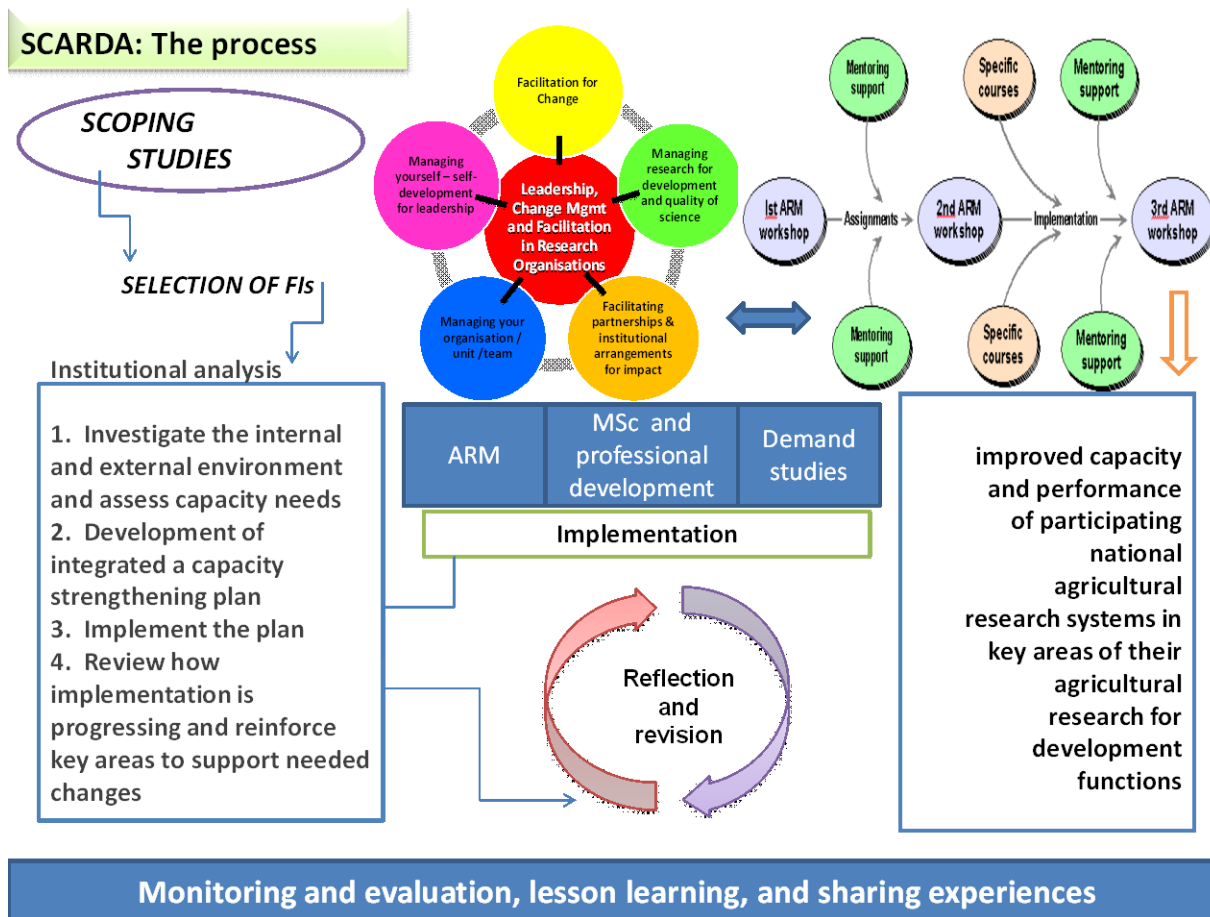 SCARDA: The process
SCOPING
STUDIES
SELECTION OF FIs
Institutional analysis
1. Investigate the internal
and external environment
and assess capacity needs
2. Development of
integrated a capacity
strengthening plan
3. Implement the plan
4. Review how
implementation is
progressing and reinforce
key areas to support needed
changes
Facilitation for
Change
Managing
yourself – self-
development
for leadership
Managing
research for
development
and quality of
science
Leadership,
Change Mgmt
and Facilitation
in Research
Organisations
Managing your
organisation /
unit /team
Facilitating
partnerships &
institutional
arrangements
for impact
Mentoring
support
Specific
courses
Mentoring
support
Ist ARM
workshop
Assignments
2nd ARM
workshop
Implementation
3rd ARM
workshop
Mentoring
support
Specific
courses
Mentoring
support
ARM
MSc and
professional
development
Demand
studies
Implementation
Reflection
and
revision
improved capacity
and performance
of participating
national
agricultural
research systems in
key areas of their
agricultural
research for
development
functions
Monitoring and evaluation, lesson learning, and sharing experiences